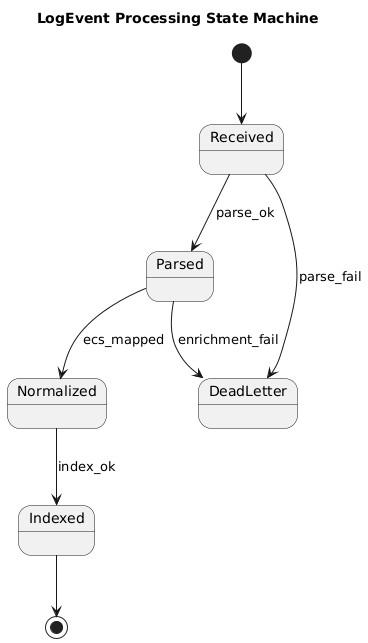 LogEvent Processing State Machine
Received
parse_ok
Parsed
parse_fail
ecs_mapped
enrichment_fail
Normalized
DeadLetter
index_ok
Indexed